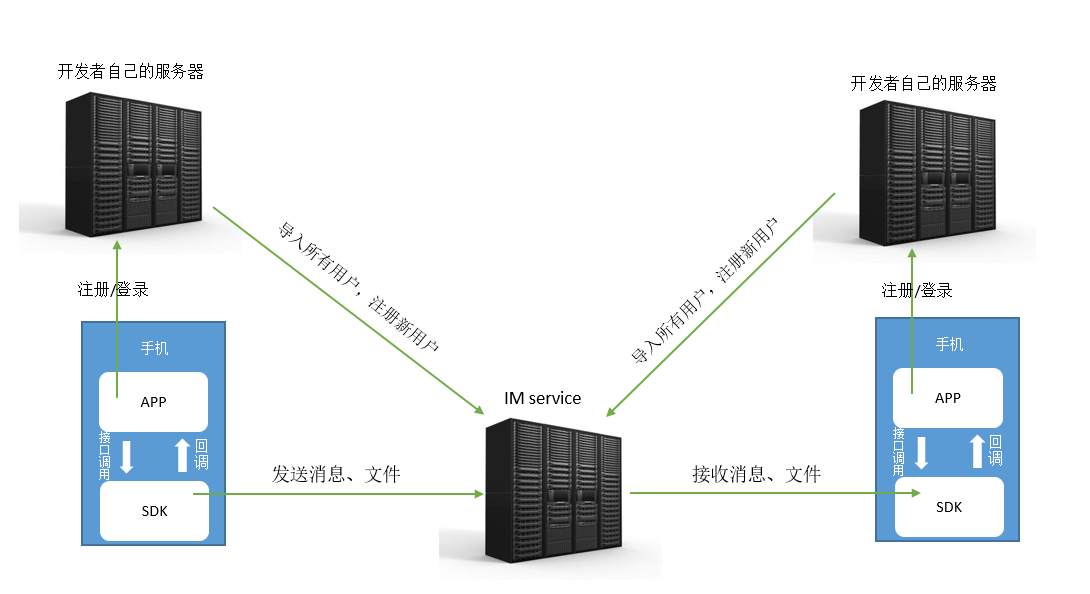 开发者自己的服务器
开发者自己的服务器
导入所有用户，注册新用户
导入所有用户，注册新用户
注册/登录
注册/登录
手机
手机
APP
APP
IM service
接口调用
回调
接口调用
回调
发送消息、文件
接收消息、文件
SDK
SDK